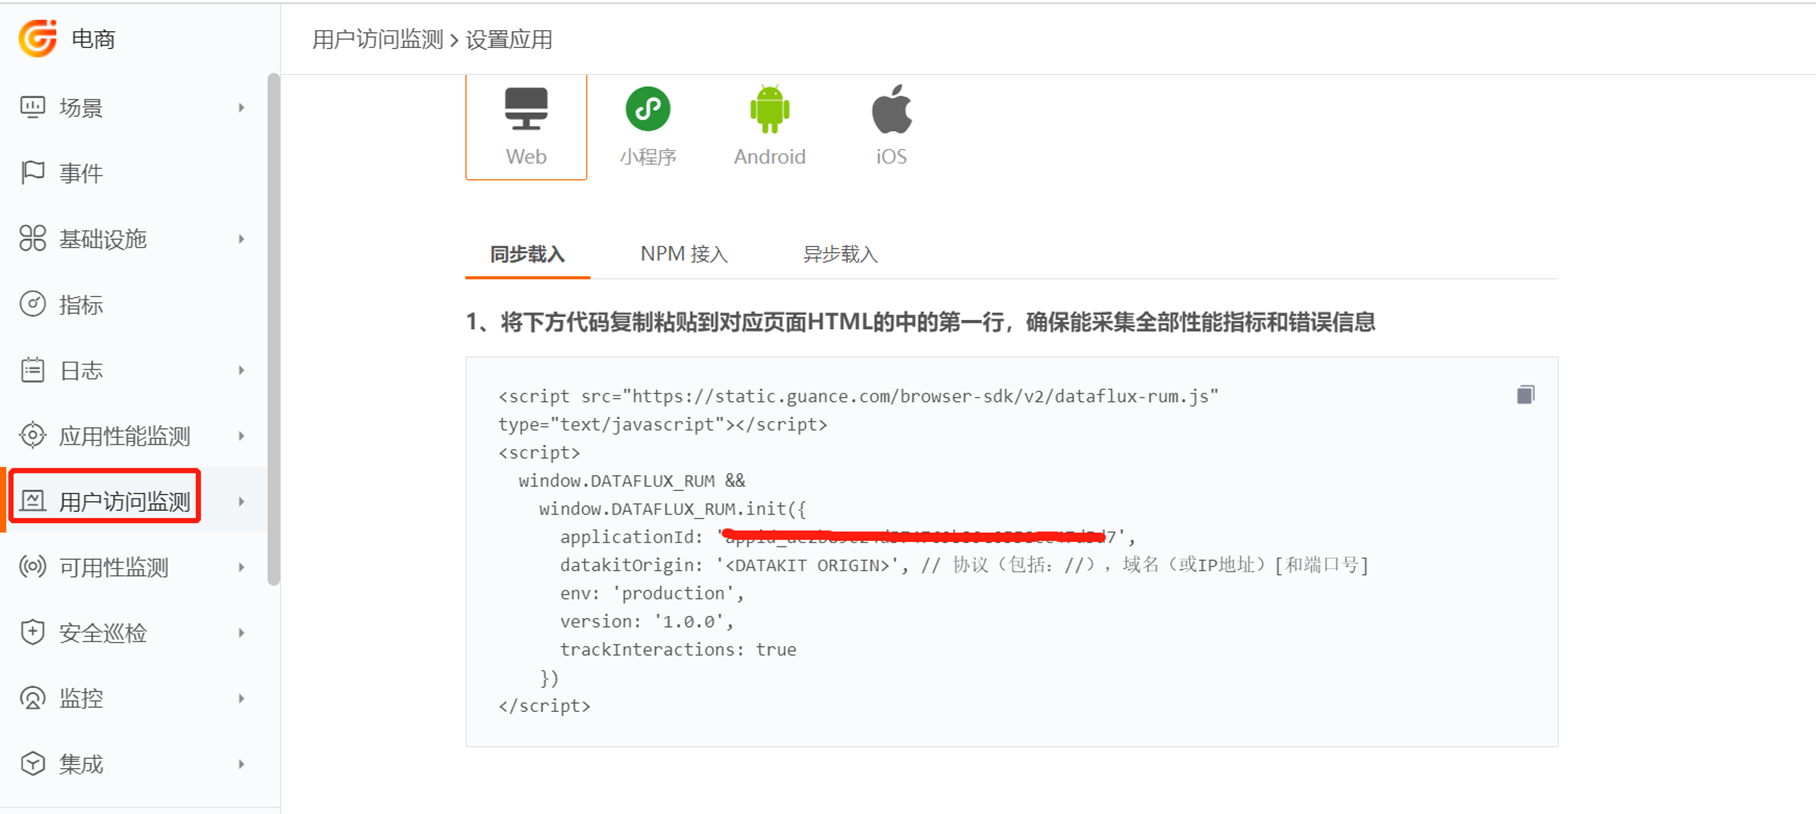 电商
用户访问监测 > 设置应用
场景
事件
基础设施
指标
日志
应用性能监测
用户访问监测
可用性监测
安全巡检
监控
集成
Web
小程序
Android
iOS
同步载入
NPM 接入
异步载入
1、将下方代码复制粘贴到对应页面HTML的中的第一行，确保能采集全部性能指标和错误信息
<script src="https://static.guance.com/browser-sdk/v2/dataflux-rum.js"
type="text/javascript"></script>
<script>
window.DATAFLUX_RUM &&
window.DATAFLUX_RUM.init({
applicationId: '
datakitOrigin: '<DATAKIT ORIGIN>', // 协议（包括：//），域名（或IP地址）[和端口号]
env: 'production',
version: '1.0.0',
trackInteractions: true
})
</script>